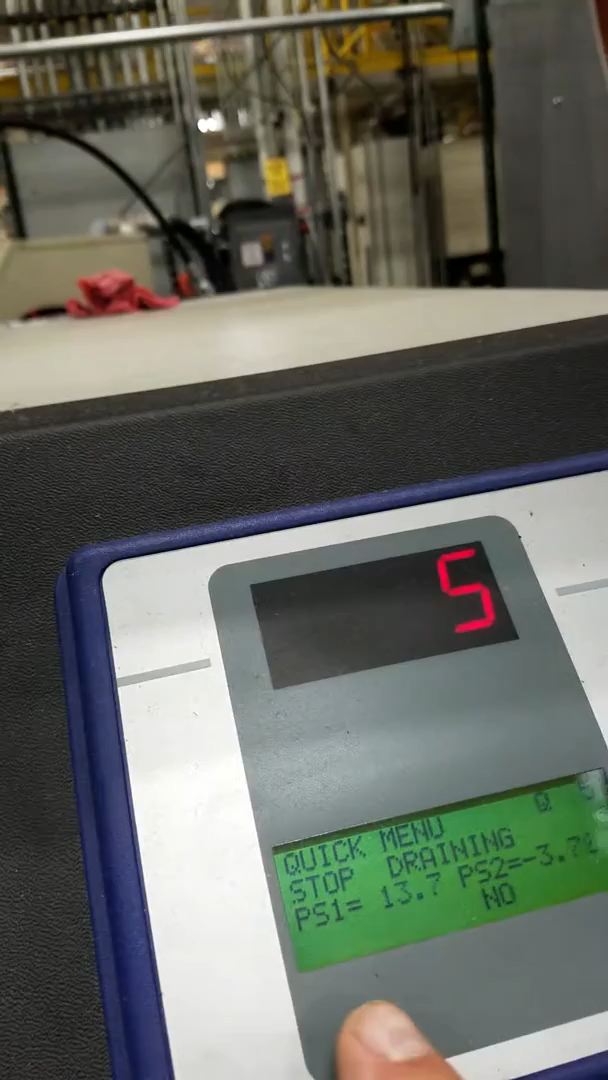 5
QUICK MENU Q
STOP DRAINING
PS1= 13.7 PS2=-3.7
NO